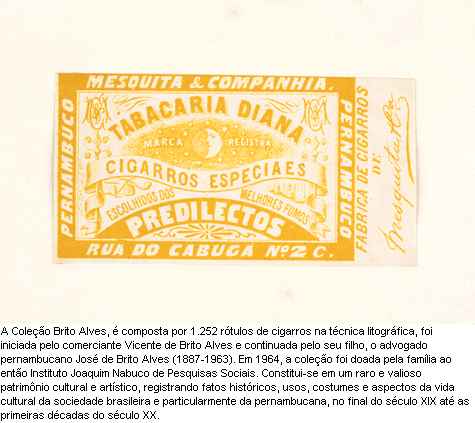 MESQUITA & COMPANHIA.
PERNAMBUCO
TABACARIA DIANA
MARCA REGISTRA
CIGARROS ESPECIAES
ESCOLHIDOS DOS MELHORES FUMOS
PREDILECTOS
RUA DO CABUGA Nº 2 C.
PERNAMBUCO
FABRICA DE CIGARROS
DE
Mesquita & Cia
A Coleção Brito Alves, é composta por 1.252 rótulos de cigarros na técnica litográfica, foi
iniciada pelo comerciante Vicente de Brito Alves e continuada pelo seu filho, o advogado
pernambucano José de Brito Alves (1887-1963). Em 1964, a coleção foi doada pela família ao
então Instituto Joaquim Nabuco de Pesquisas Sociais. Constitui-se em um raro e valioso
patrimônio cultural e artístico, registrando fatos históricos, usos, costumes e aspectos da vida
cultural da sociedade brasileira e particularmente da pernambucana, no final do século XIX até as
primeiras décadas do século XX.